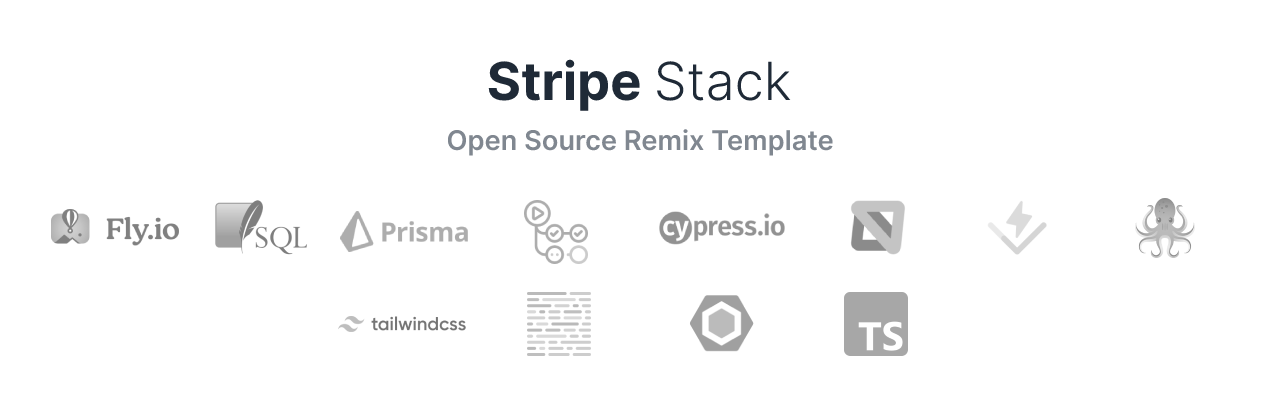 Stripe Stack
Open Source Remix Template
Fly.io
SQL
Prisma
cypress.io
tailwindcss
TS